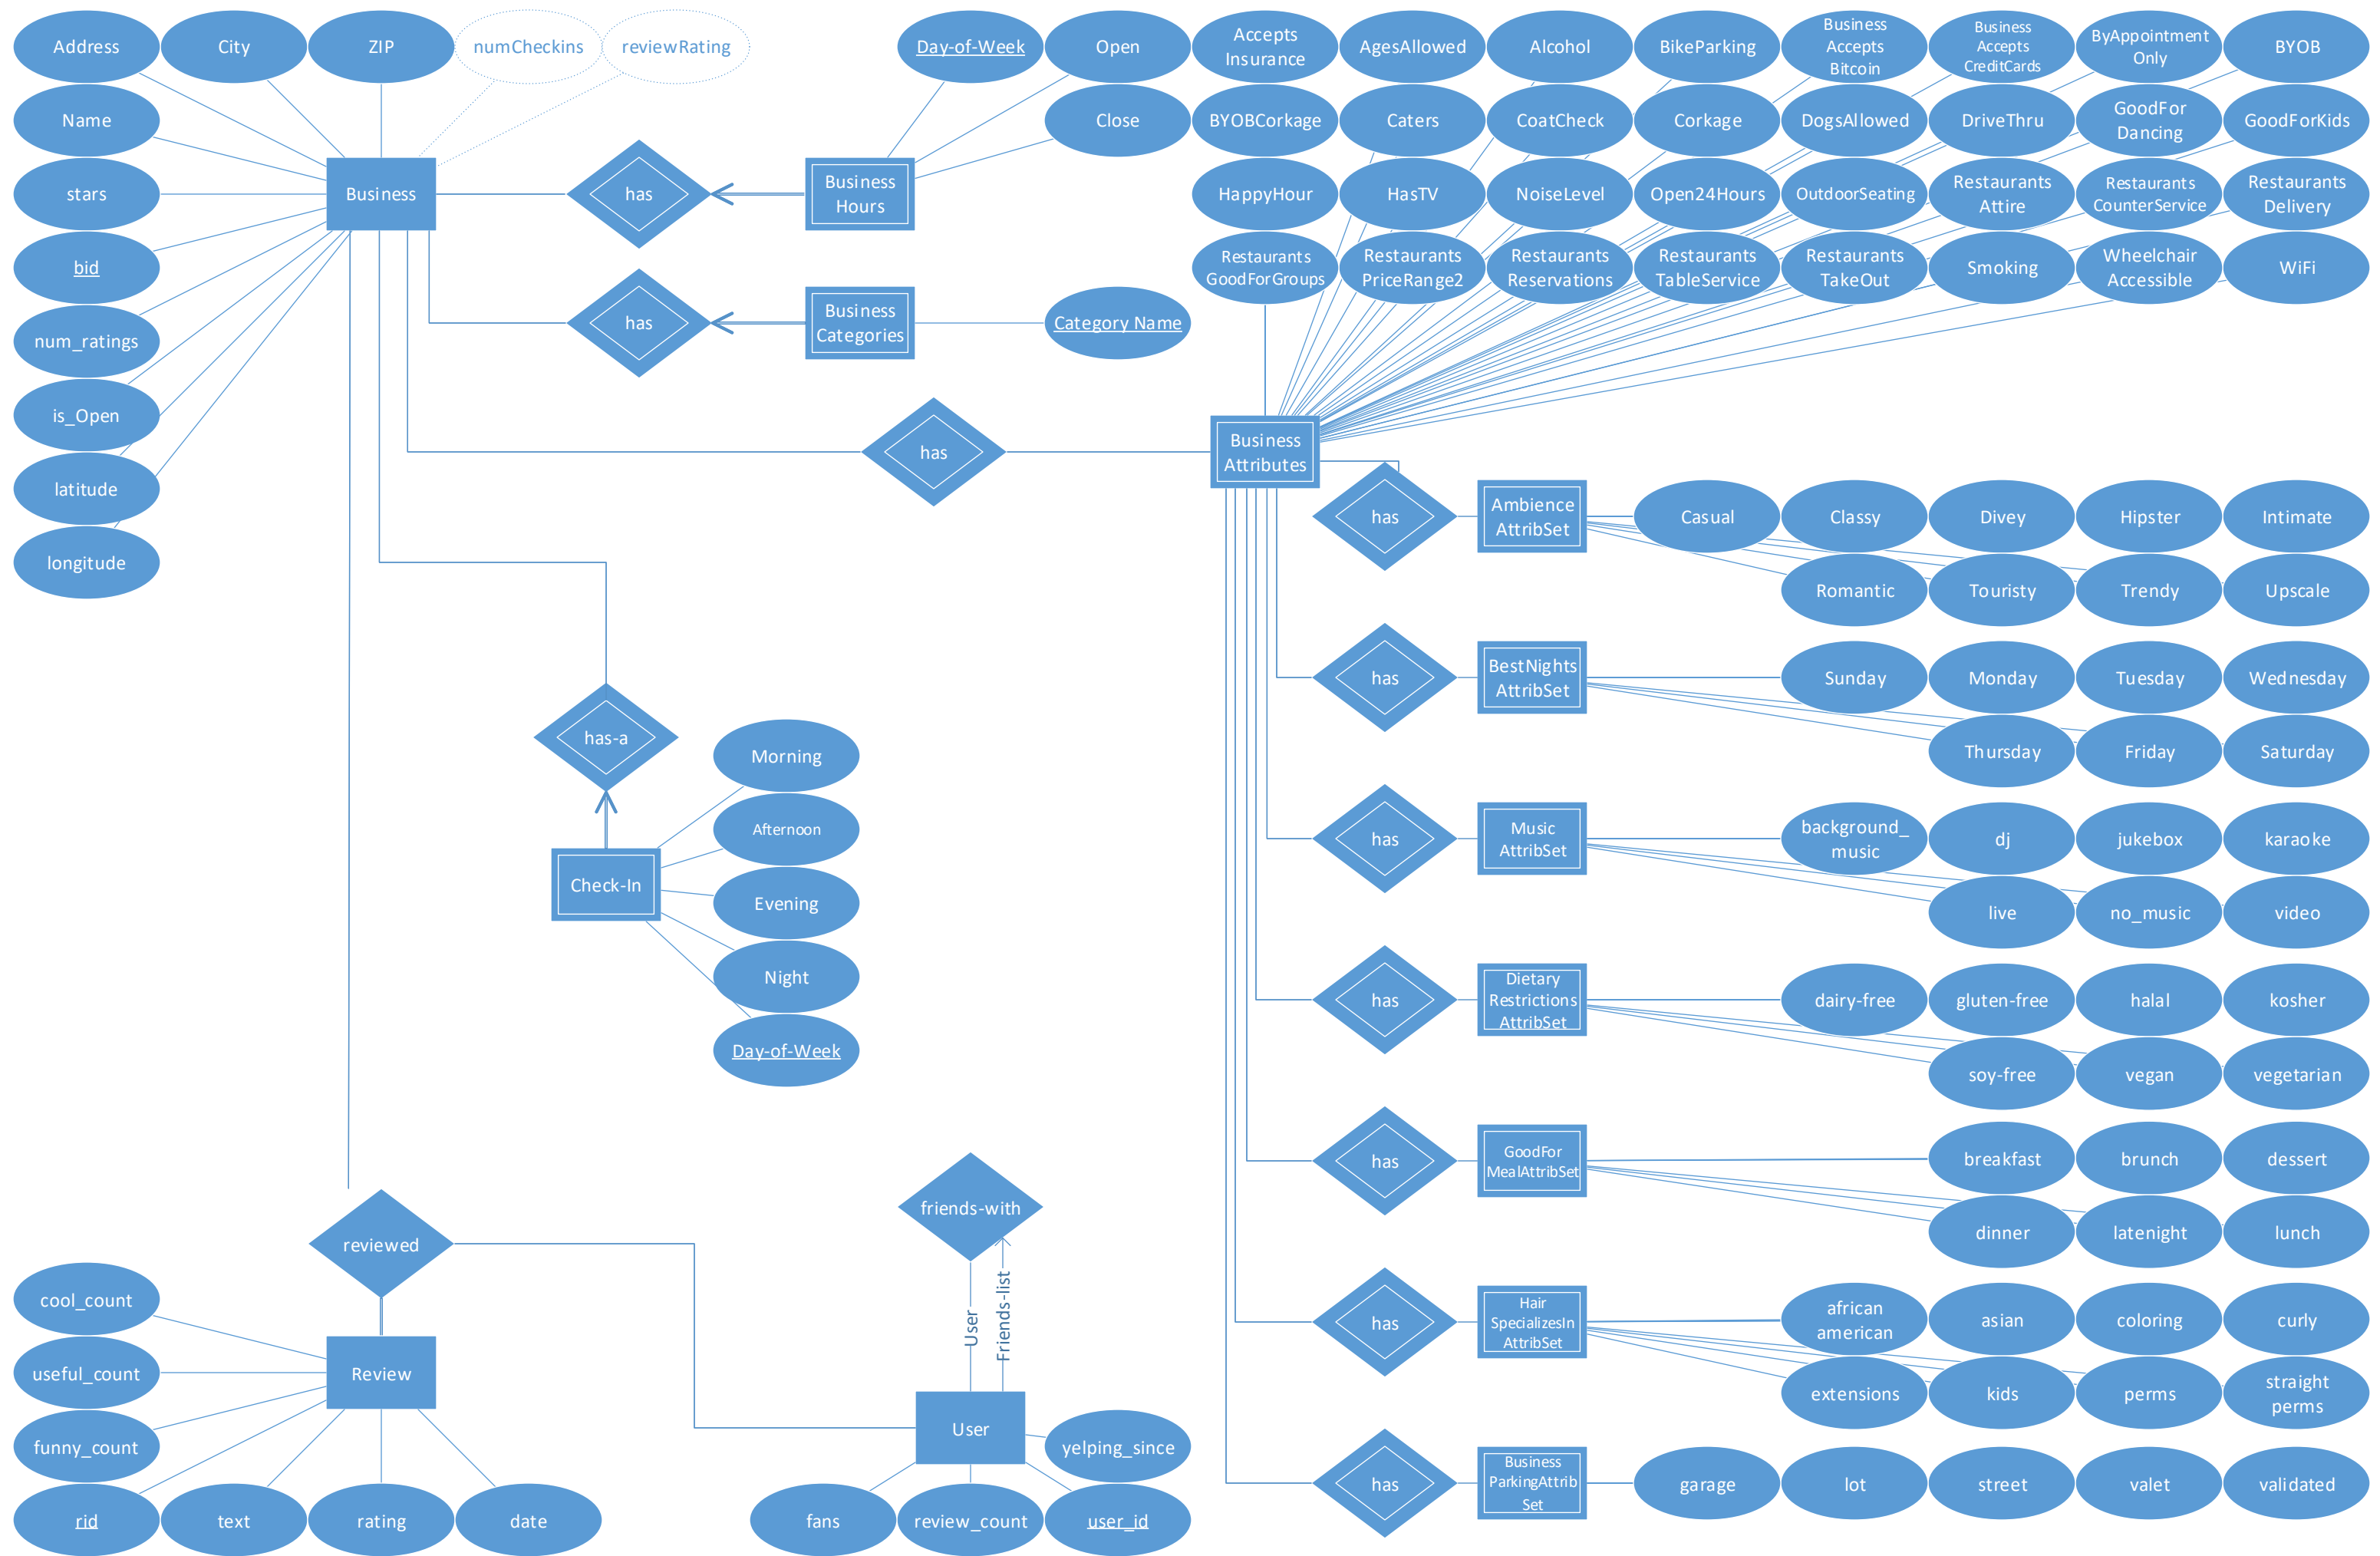 Address
City
ZIP
numCheckins
reviewRating
Day-of-Week
Open
Accepts
Insurance
AgesAllowed
Alcohol
BikeParking
Business
Accepts
Bitcoin
Business
Accepts
CreditCards
ByAppointment
Only
BYOB
Name
Close
BYOBCorkage
Caters
CoatCheck
Corkage
DogsAllowed
DriveThru
GoodFor
Dancing
GoodForKids
stars
Business
has
Business
Hours
HappyHour
HasTV
NoiseLevel
Open24Hours
OutdoorSeating
Restaurants
Attire
Restaurants
CounterService
Restaurants
Delivery
bid
Restaurants
GoodForGroups
Restaurants
PriceRange2
Restaurants
Reservations
Restaurants
TableService
Restaurants
TakeOut
Smoking
Wheelchair
Accessible
WiFi
num_ratings
has
Business
Categories
Category Name
is_Open
has
Business
Attributes
latitude
longitude
has
Ambience
AttribSet
Casual
Classy
Divey
Hipster
Intimate
Romantic
Touristy
Trendy
Upscale
has
BestNights
AttribSet
Sunday
Monday
Tuesday
Wednesday
Thursday
Friday
Saturday
has-a
Morning
Afternoon
Evening
Night
Day-of-Week
Check-In
has
Music
AttribSet
background_
music
dj
jukebox
karaoke
live
no_music
video
has
Dietary
Restrictions
AttribSet
dairy-free
gluten-free
halal
kosher
soy-free
vegan
vegetarian
has
GoodFor
MealAttribSet
breakfast
brunch
dessert
dinner
latenight
lunch
reviewed
friends-with
User
Friends-list
has
Hair
SpecializesIn
AttribSet
african
american
asian
coloring
curly
extensions
kids
perms
straight
perms
cool_count
useful_count
Review
funny_count
User
yelping_since
rid
text
rating
date
fans
review_count
user_id
has
Business
ParkingAttrib
Set
garage
lot
street
valet
validated